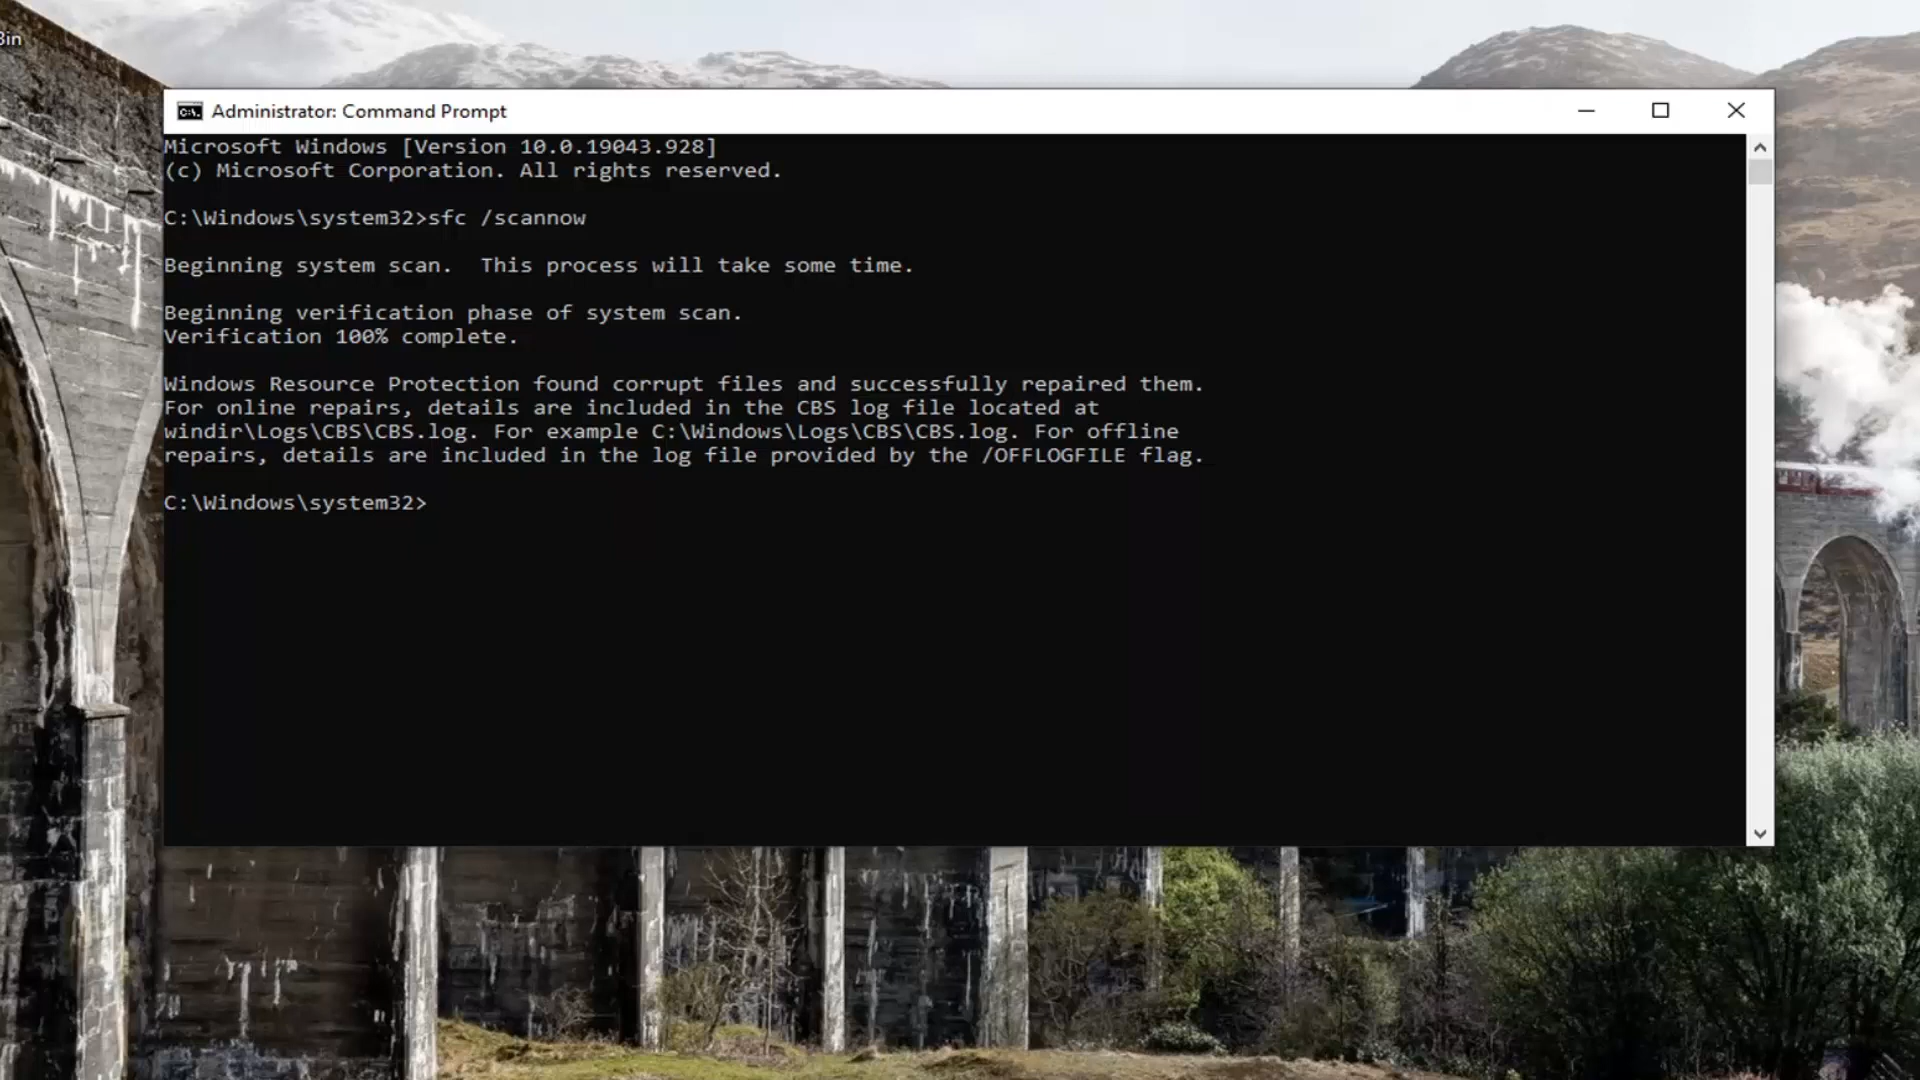 Bin
Administrator: Command Prompt
Microsoft Windows [Version 10.0.19043.928]
(c) Microsoft Corporation. All rights reserved.
C:\Windows\system32>sfc /scannow
Beginning system scan.  This process will take some time.
Beginning verification phase of system scan.
Verification 100% complete.
Windows Resource Protection found corrupt files and successfully repaired them.
For online repairs, details are included in the CBS log file located at
windir\Logs\CBS\CBS.log. For example C:\Windows\Logs\CBS\CBS.log. For offline
repairs, details are included in the log file provided by the /OFFLOGFILE flag.
C:\Windows\system32>